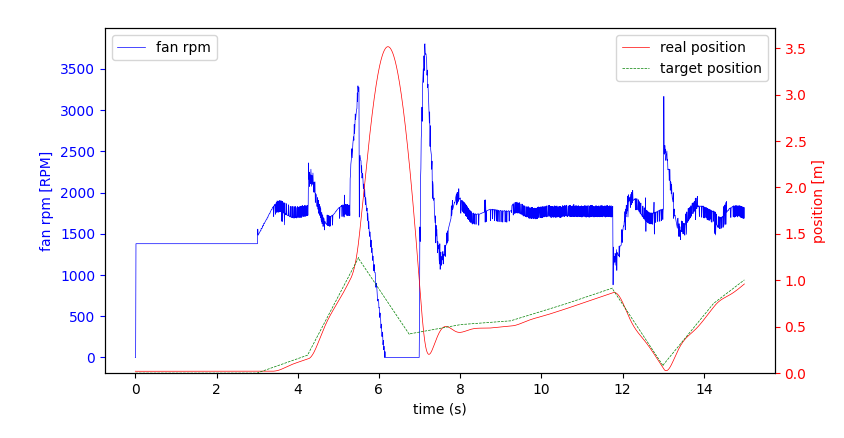 fan rpm
real position
target position
3500
3000
2500
2000
1500
1000
500
0
fan rpm [RPM]
3.5
3.0
2.5
2.0
1.5
1.0
0.5
0.0
position [m]
0 2 4 6 8 10 12 14
time (s)